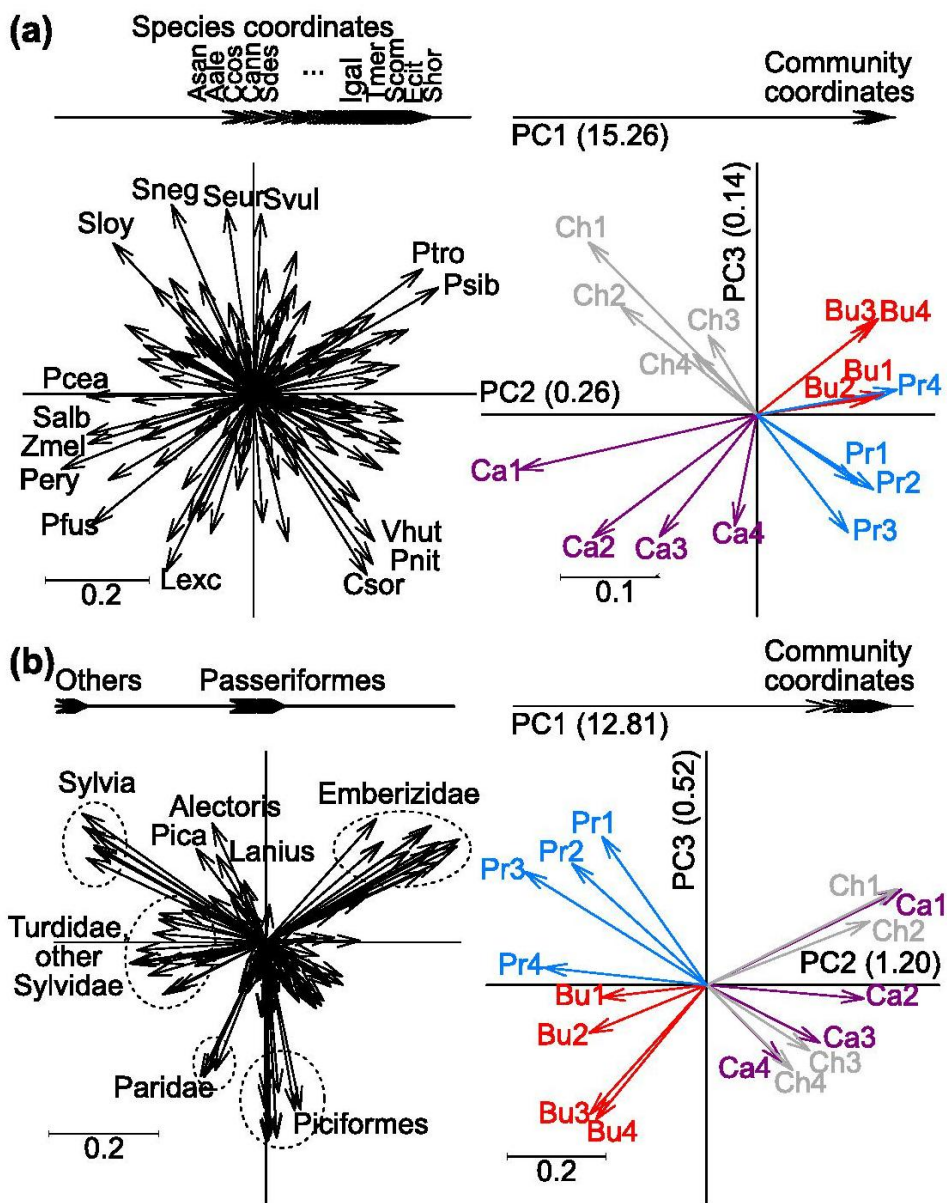 (a)
Species coordinates
Asan
Aale
Ccos
Cann
Sdes
...
Igal
Tmer
Scom
Ecit
Shor
Community
coordinates
PC1 (15.26)
Sneg
Seur
Svul
Sloy
Ptro
Psib
Pcea
Salb
Zmel
Pery
Pfus
Lexc
Vhut
Pnit
Csor
0.2
PC3 (0.14)
Ch1
Ch2
Ch3
Ch4
Bu3
Bu4
Bu1
Bu2
Pr4
PC2 (0.26)
Ca1
Pr1
Pr2
Pr3
Ca2
Ca3
Ca4
0.1
(b)
Others
Passeriformes
Community
coordinates
PC1 (12.81)
Sylvia
Alectoris
Pica
Lanius
Emberizidae
Turdidae,
other
Sylvidae
Paridae
Piciformes
0.2
PC3 (0.52)
Pr1
Pr2
Pr3
Pr4
Ch1
Ca1
Ch2
PC2 (1.20)
Bu1
Bu2
Ca2
Ca3
Ca4
Ch3
Ch4
Bu3
Bu4
0.2